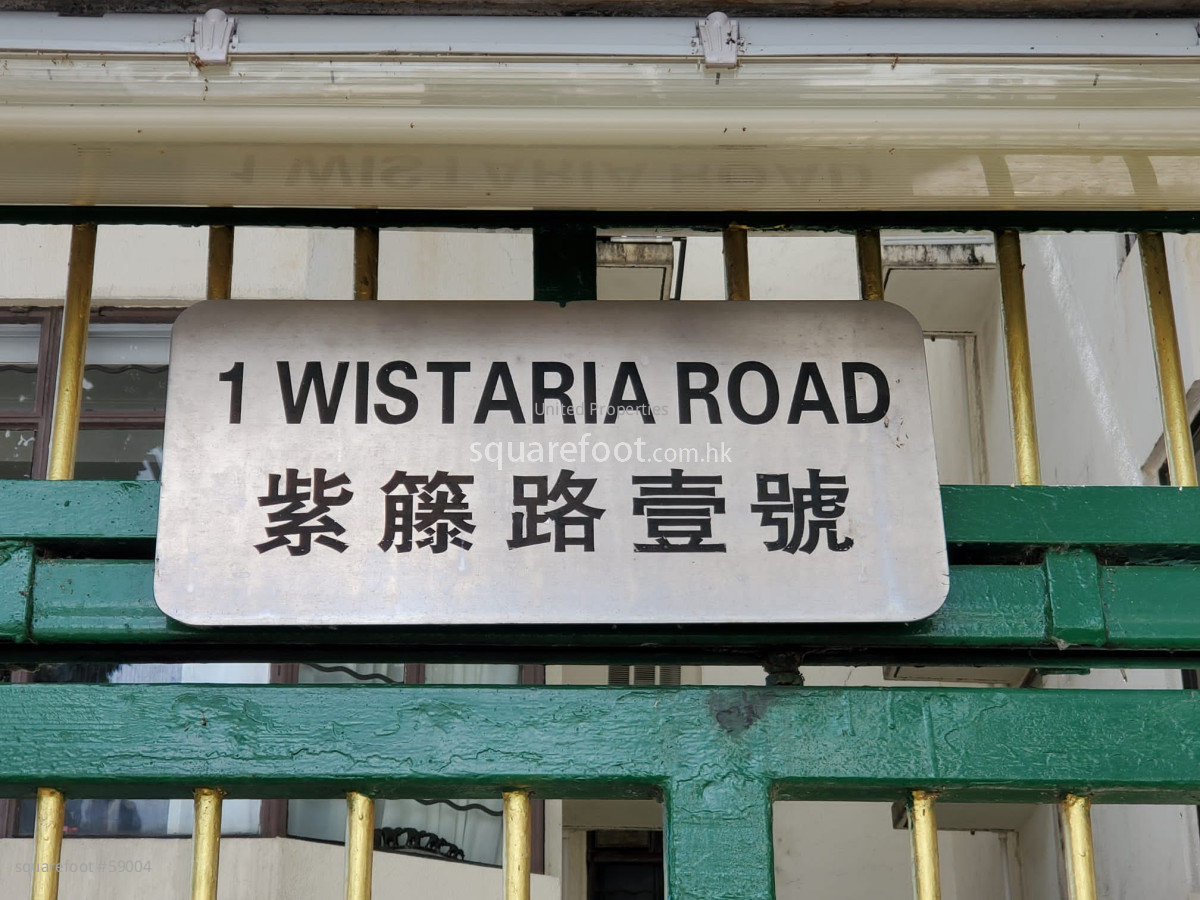 1 WISTARIA ROAD
United Properties
squarefoot.com.hk
紫籐路壹號
squarefoot #59004